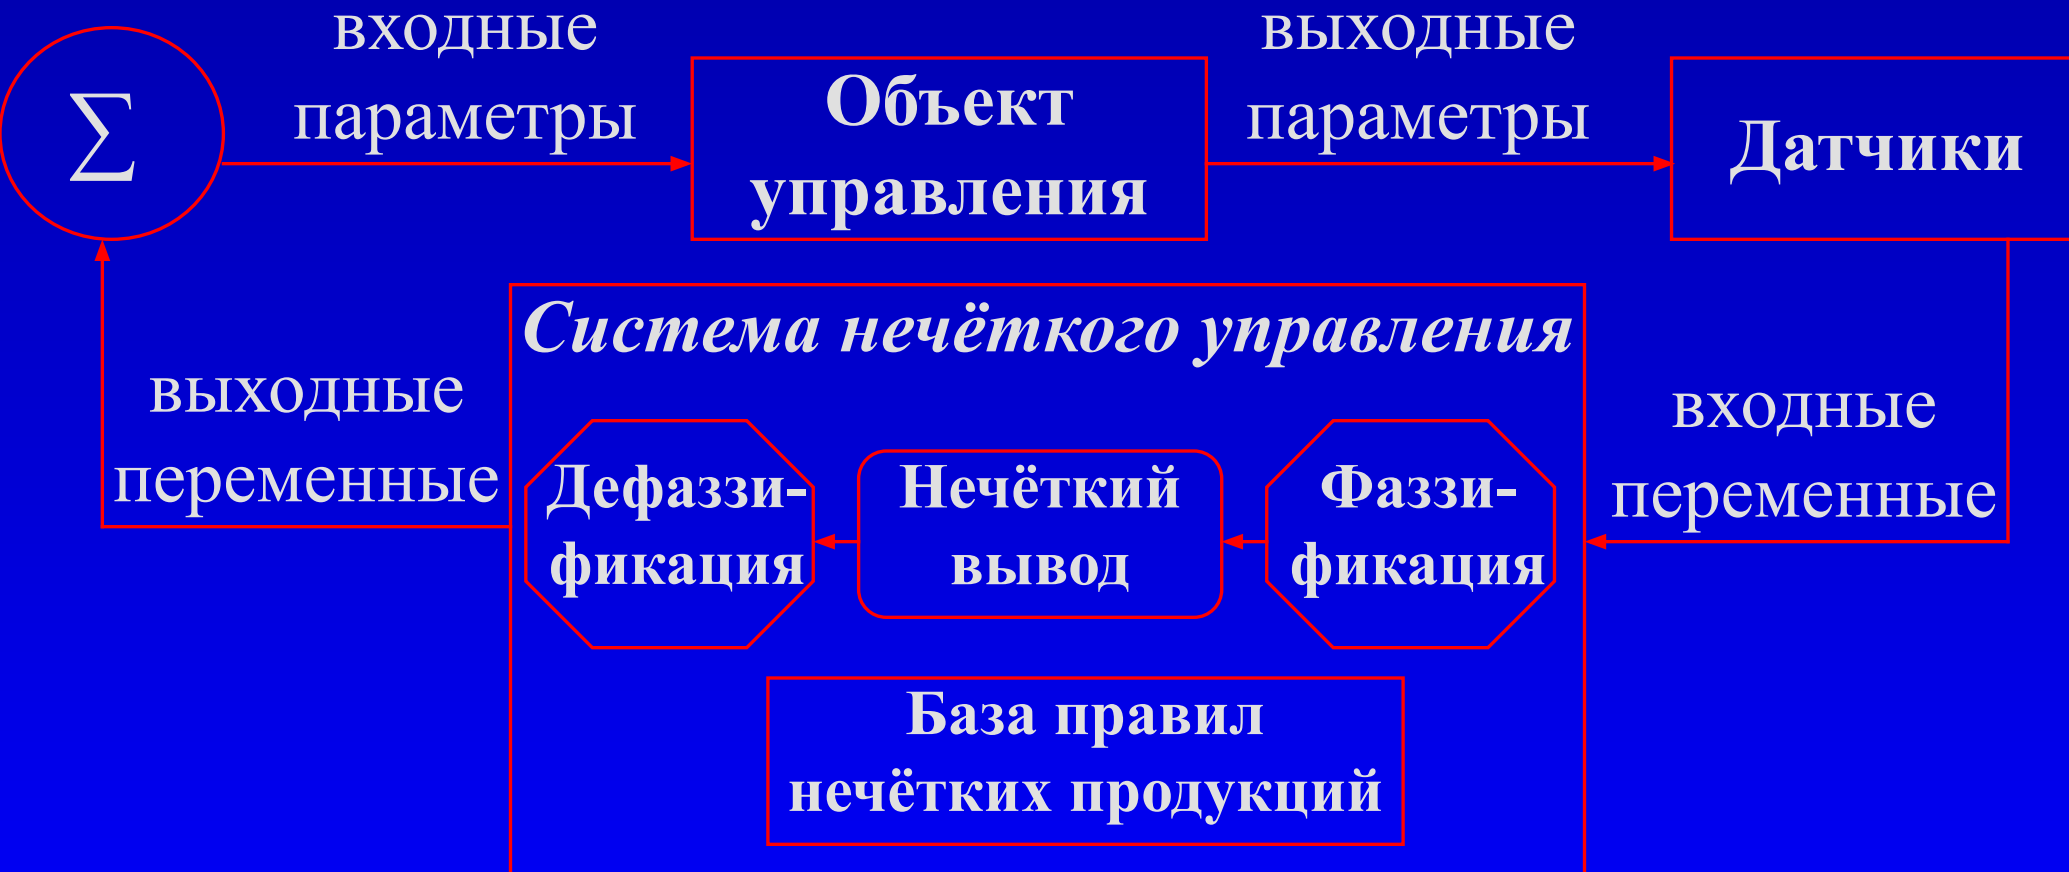 входные
параметры
выходные
параметры
∑
Объект
управления
Датчики
Система нечёткого управления
выходные
переменные
входные
переменные
Дефаззи-
фикация
Нечёткий
вывод
Фаззи-
фикация
База правил
нечётких продукций